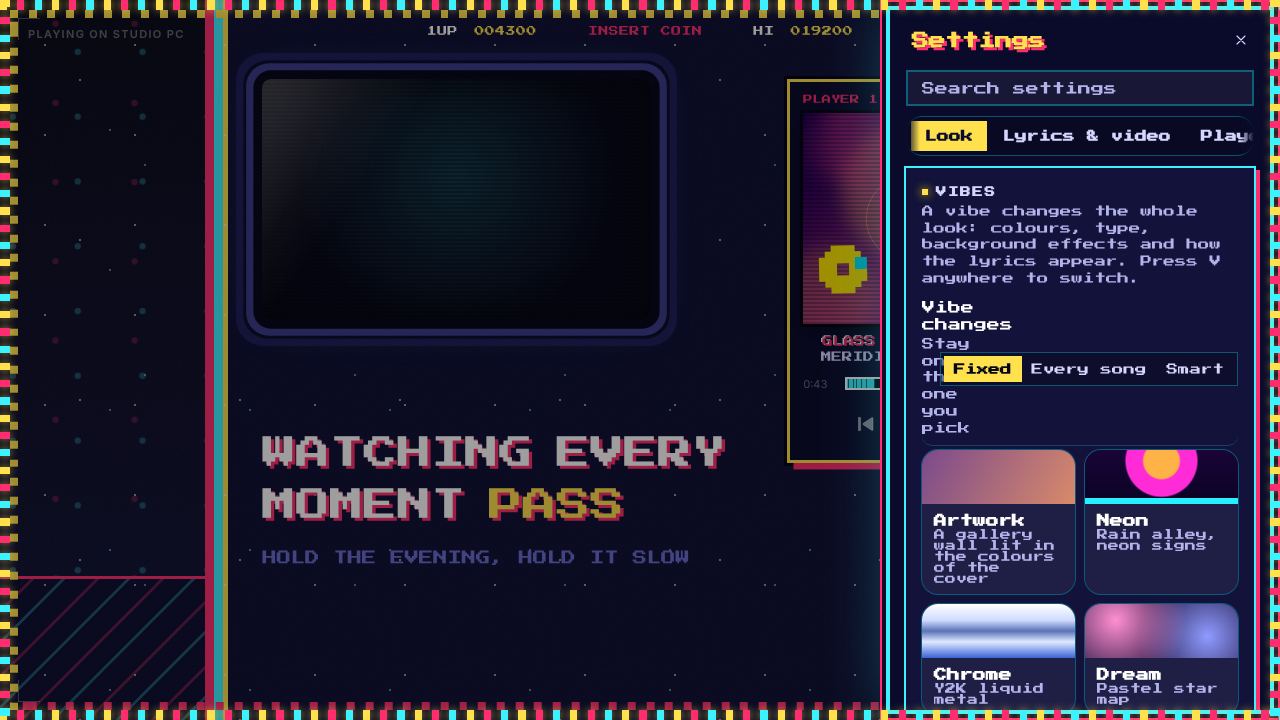 PLAYING ON STUDIO PC
1UP 004300 INSERT COIN HI 019200
PLAYER 1
GLASS
MERIDI
0:43
WATCHING EVERY
MOMENT PASS
HOLD THE EVENING, HOLD IT SLOW
Settings
Search settings
Look Lyrics & video Play
VIBES
A vibe changes the whole
look: colours, type,
background effects and how
the lyrics appear. Press V
anywhere to switch.
Vibe
changes
Stay
on
th
one
you
pick
Fixed Every song Smart
Artwork
A gallery
wall lit in
the colours
of the
cover
Neon
Rain alley,
neon signs
Chrome
Y2K liquid
metal
Dream
Pastel star
map